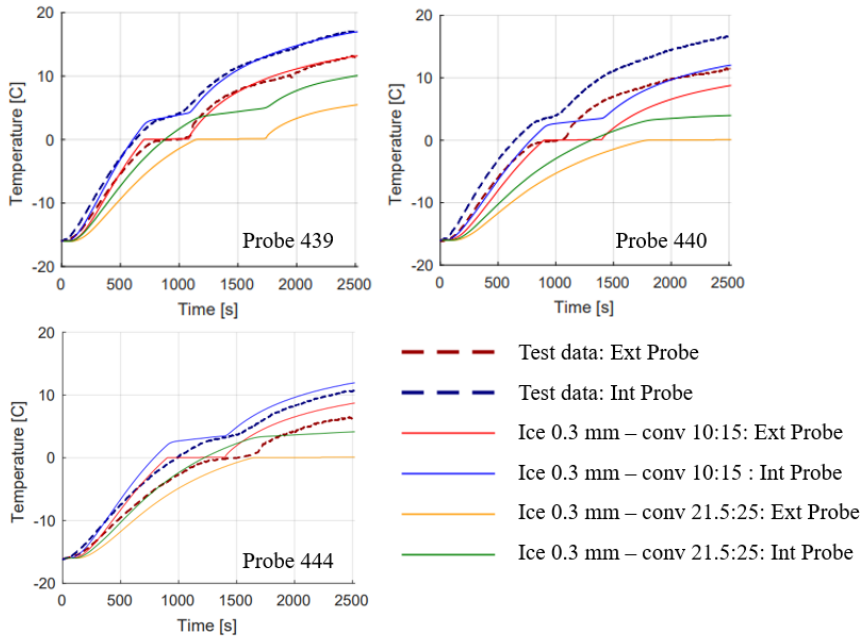 20
10
0
-10
-20
Temperature [C]
Probe 439
0 500 1000 1500 2000 2500
Time [s]
20
10
0
-10
-20
Temperature [C]
Probe 440
0 500 1000 1500 2000 2500
Time [s]
20
10
0
-10
-20
Temperature [C]
Probe 444
0 500 1000 1500 2000 2500
Time [s]
Test data: Ext Probe
Test data: Int Probe
Ice 0.3 mm – conv 10:15: Ext Probe
Ice 0.3 mm – conv 10:15 : Int Probe
Ice 0.3 mm – conv 21.5:25: Ext Probe
Ice 0.3 mm – conv 21.5:25: Int Probe